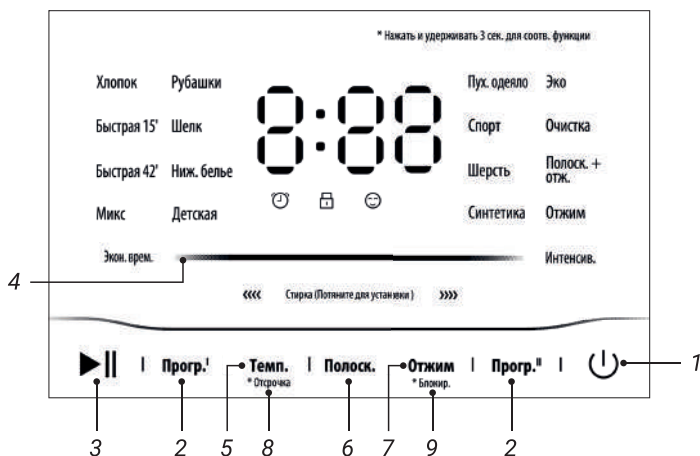 * Нажать и удерживать 3 сек. для соотв. функции
Хлопок Рубашки 8:88 Пух. одеяло Эко
Быстрая 15' Шелк Спорт Очистка
Быстрая 42' Ниж. белье Шерсть Полоск. +
отж.
Микс Детская Синтетика Отжим
Экон. врем. Интенсив.
4
«« Стирка (Потяните для установки) »»
Прогр.I Темп. Полоск. Отжим Прогр.II 1
* Отсрочка * Блокир.
3 2 5 8 6 7 9 2